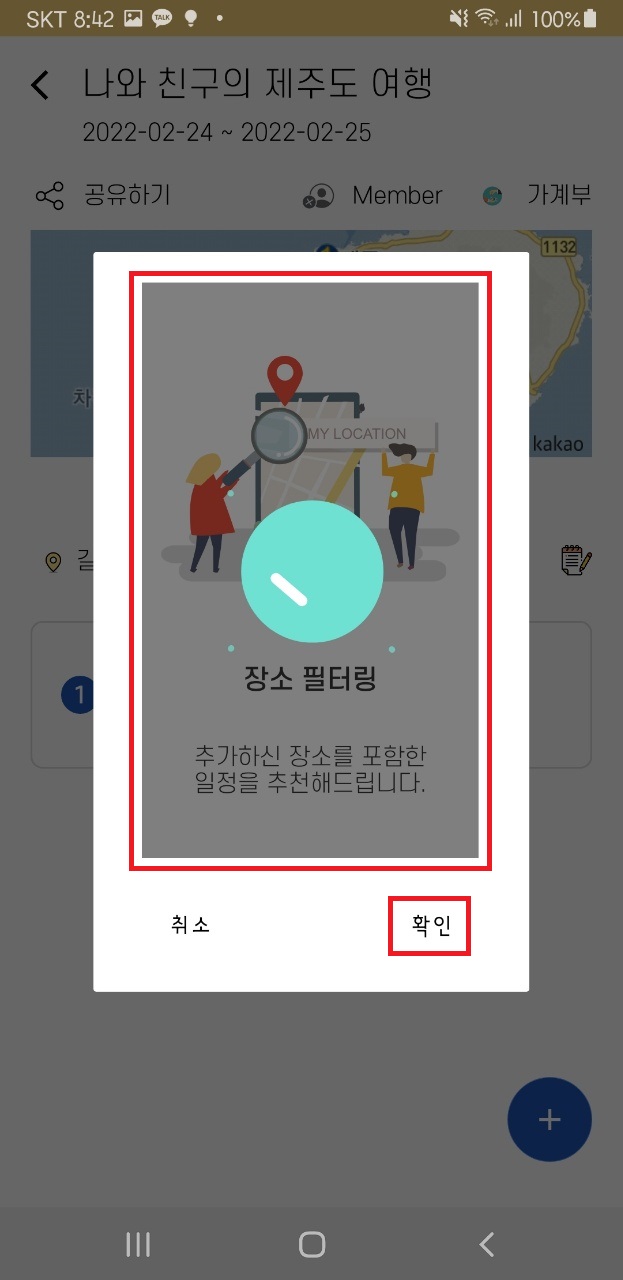 SKT 8:42 TALK 100%
나와 친구의 제주도 여행
2022-02-24 ~ 2022-02-25
공유하기 Member 가계부
1132
차
kakao
MY LOCATION
1
장소 필터링
추가하신 장소를 포함한
일정을 추천해드립니다.
취소 확인
+